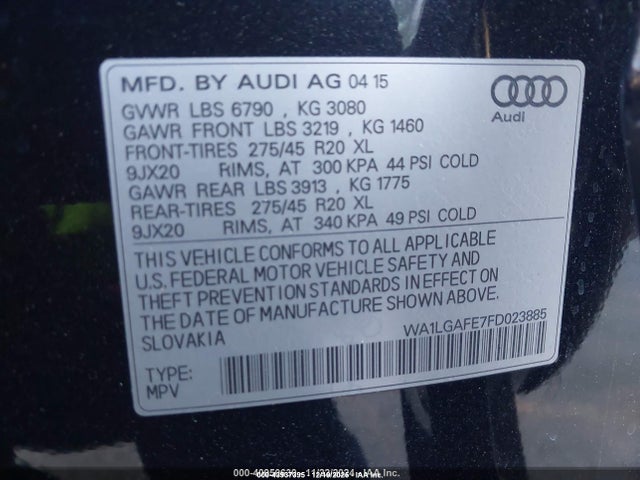 MFD. BY AUDI AG 04 15
GVWR LBS 6790 , KG 3080
GAWR FRONT LBS 3219 , KG 1460
FRONT-TIRES 275/45 R20 XL
9JX20 RIMS, AT 300 KPA 44 PSI COLD
GAWR REAR LBS 3913 , KG 1775
REAR-TIRES 275/45 R20 XL
9JX20 RIMS, AT 340 KPA 49 PSI COLD
Audi
THIS VEHICLE CONFORMS TO ALL APPLICABLE
U.S. FEDERAL MOTOR VEHICLE SAFETY AND
THEFT PREVENTION STANDARDS IN EFFECT ON
THE DATE OF MANUFACTURE SHOWN ABOVE.
SLOVAKIA
WA1LGAFE7FD023885
TYPE:
MPV
IAA Inc.